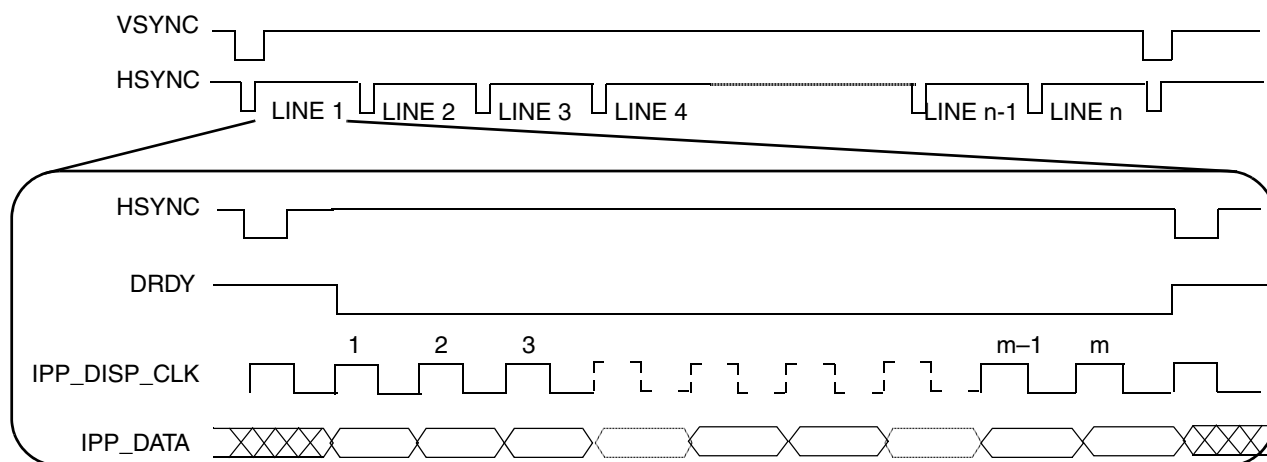 VSYNC
HSYNC
LINE 1 LINE 2 LINE 3 LINE 4 LINE n-1 LINE n
HSYNC
DRDY
1 2 3 m–1 m
IPP_DISP_CLK
IPP_DATA